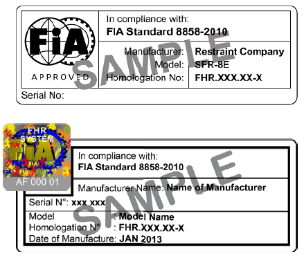 In compliance with:
FIA Standard 8858-2010
FiA
APPROVED
Manufacturer: Restraint Company
Model: SFR-8E
Homologation No: FHR.XXX.XX-X
Serial No:
SAMPLE
FHR
SYSTEM
FiA
AF 000 01
In compliance with:
FIA Standard 8858-2010
Manufacturer Name: Name of Manufacturer
Serial N°: xxx xxx
Model Model Name
Homologation N° : FHR.XXX.XX-X
Date of Manufacture: JAN 2013
SAMPLE